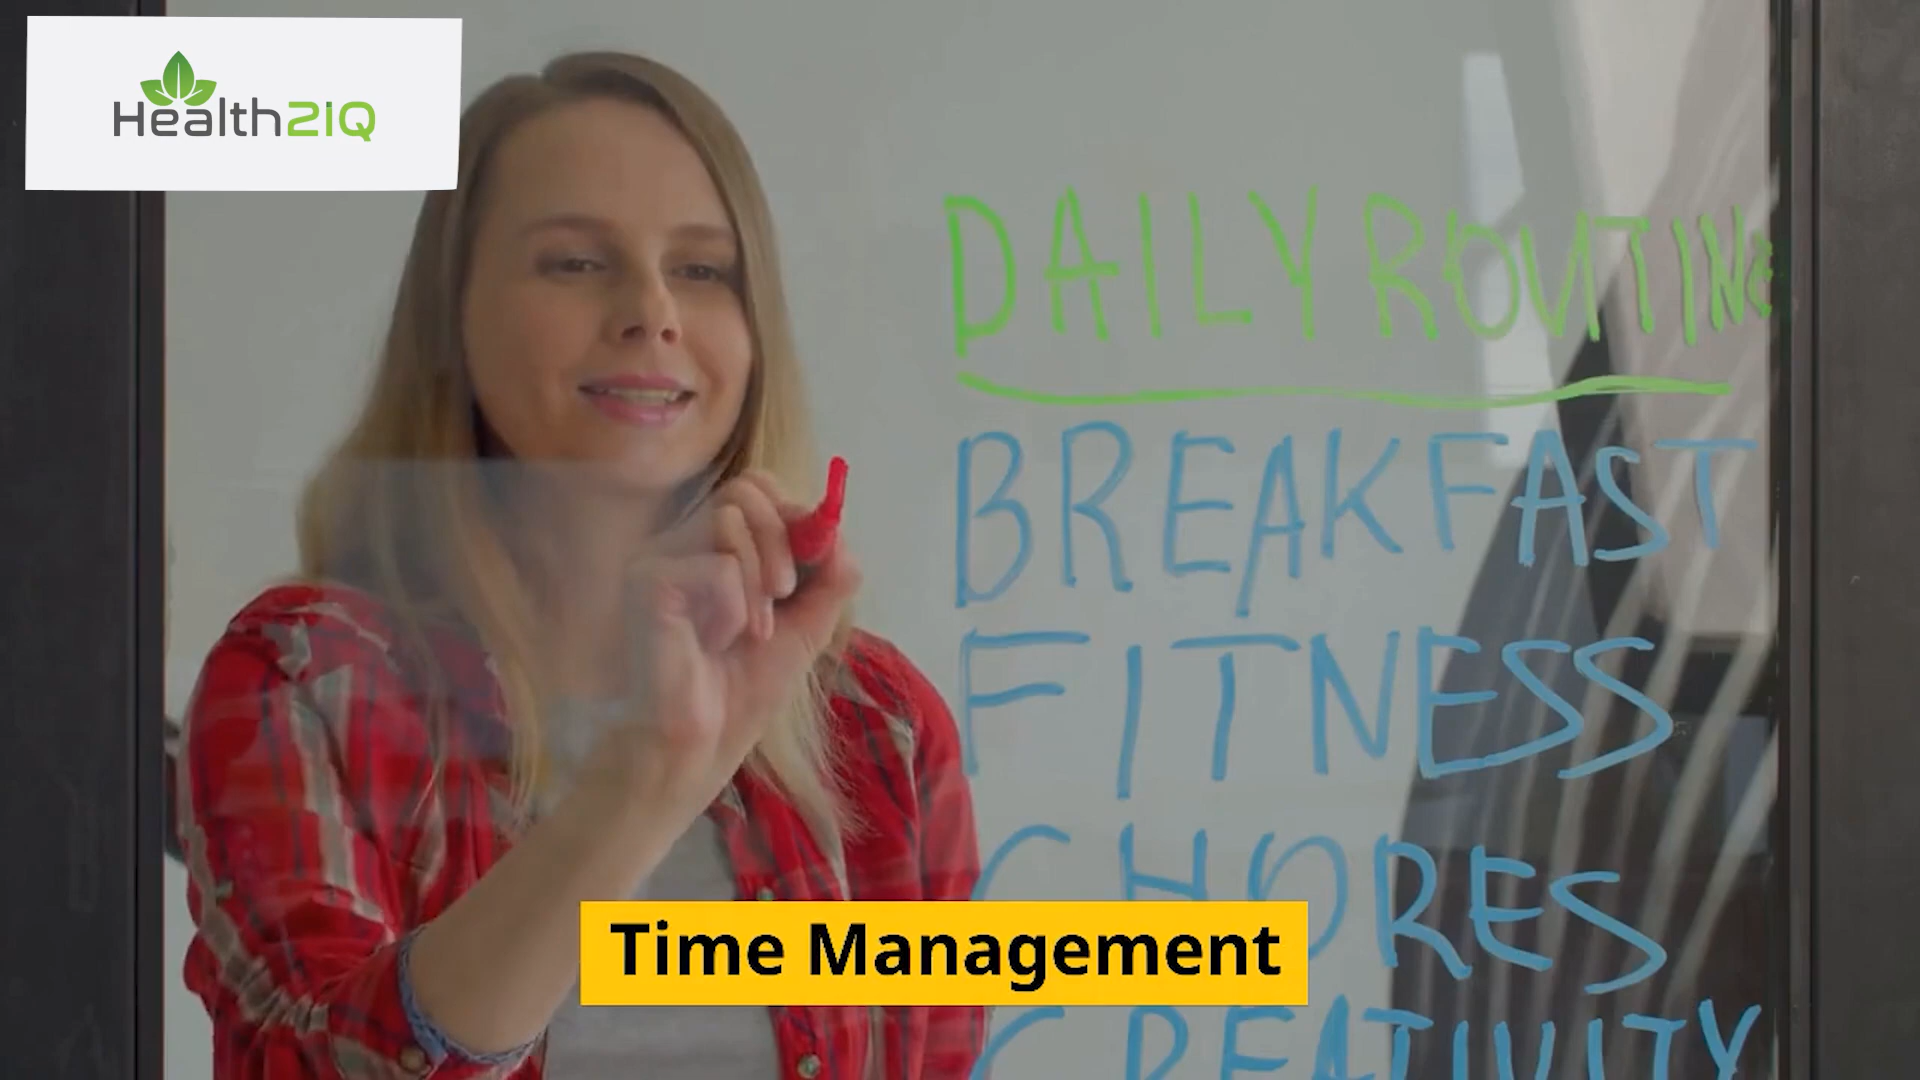 Health2iQ
DAILY ROUTINE
BREAKFAST
FITNESS
CHORES
CREATIVITY
Time Management